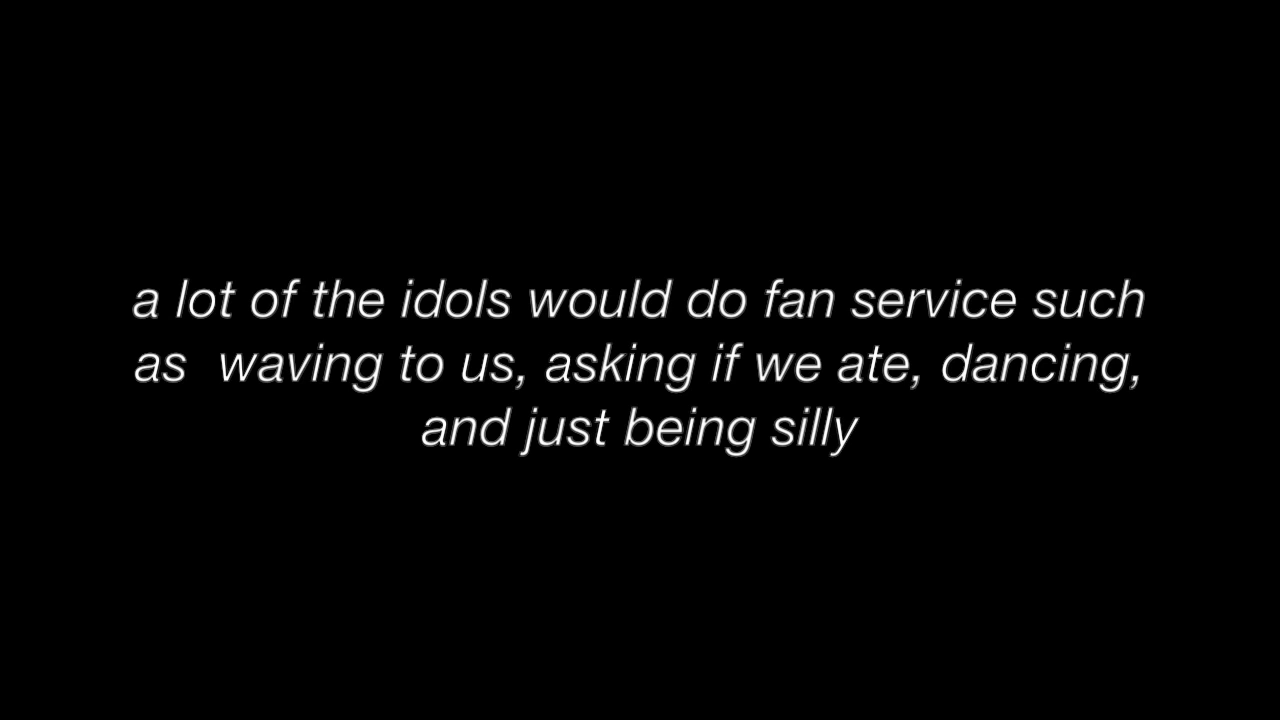 a lot of the idols would do fan service such
as  waving to us, asking if we ate, dancing,
and just being silly